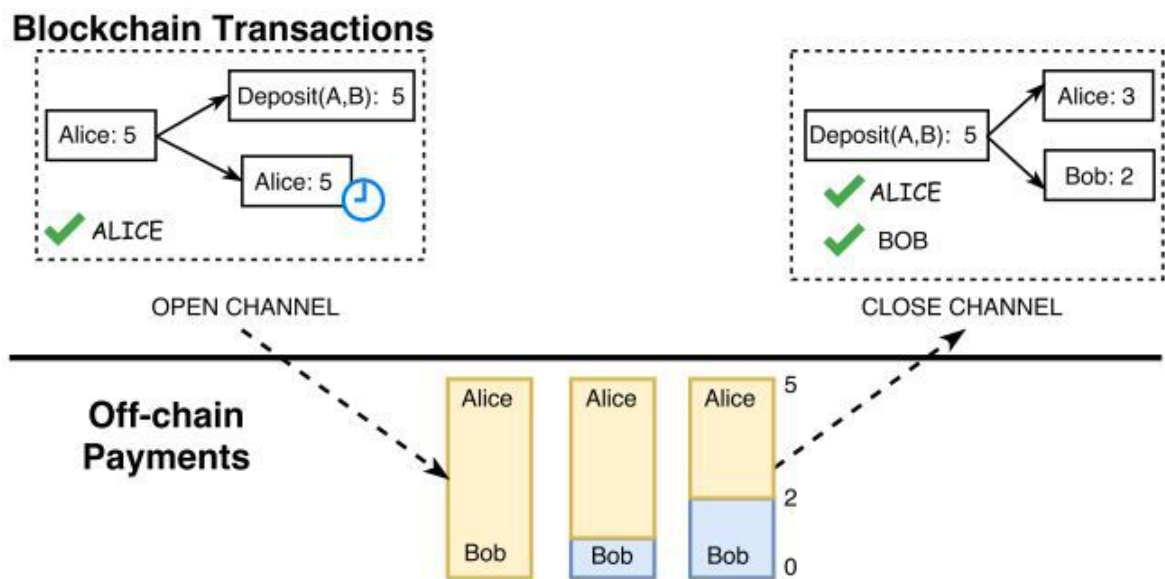 Blockchain Transactions
Alice: 5
Deposit(A,B): 5
Alice: 5
ALICE
OPEN CHANNEL
Deposit(A,B): 5
Alice: 3
Bob: 2
ALICE
BOB
CLOSE CHANNEL
Off-chain
Payments
Alice
Bob
Alice
Bob
Alice
Bob
5
2
0